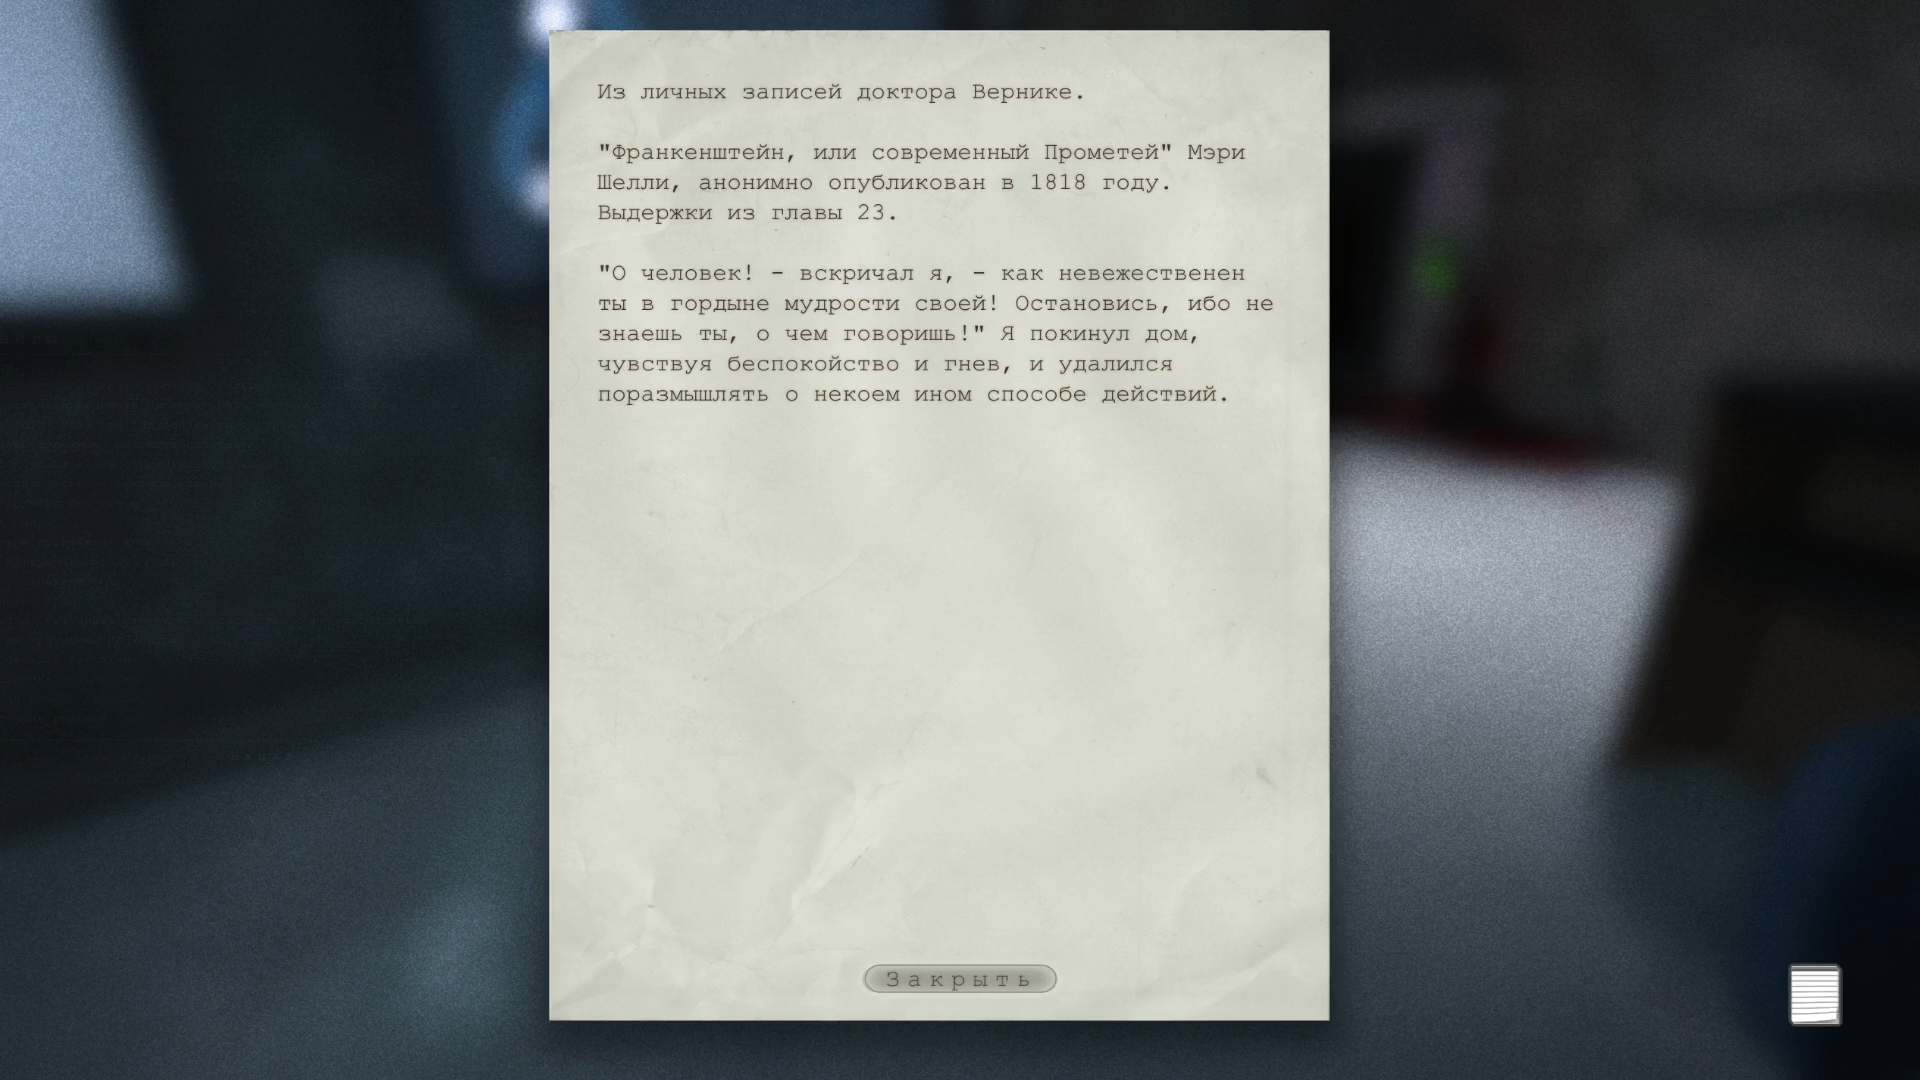 Из личных записей доктора Вернике.
"Франкенштейн, или современный Прометей" Мэри
Шелли, анонимно опубликован в 1818 году.
Выдержки из главы 23.
"О человек! - вскричал я, - как невежественен
ты в гордыне мудрости своей! Остановись, ибо не
знаешь ты, о чем говоришь!" Я покинул дом,
чувствуя беспокойство и гнев, и удалился
поразмышлять о некоем ином способе действий.
Закрыть